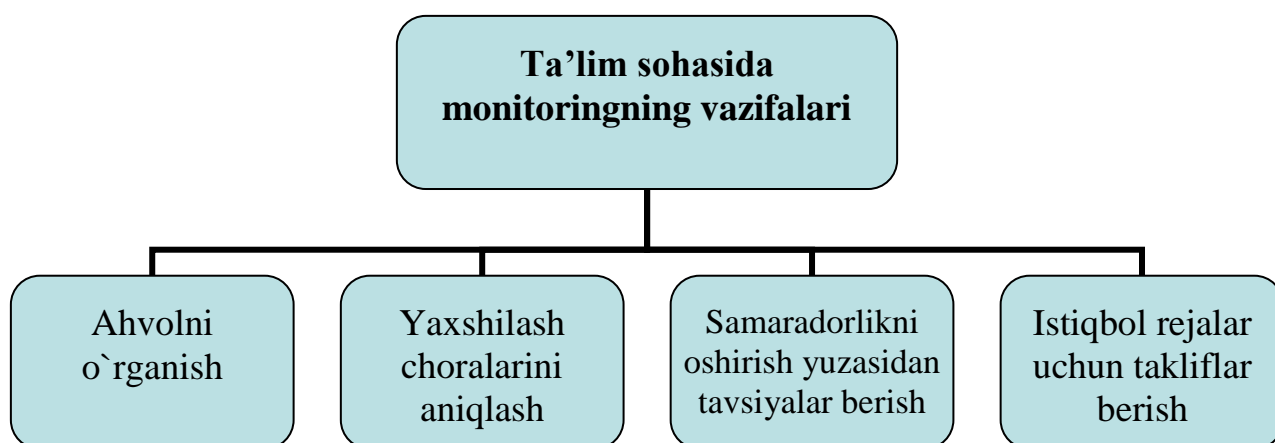 Ta’lim sohasida
monitoringning vazifalari
Ahvolni
o`rganish
Yaxshilash
choralarini
aniqlash
Samaradorlikni
oshirish yuzasidan
tavsiyalar berish
Istiqbol rejalar
uchun takliflar
berish